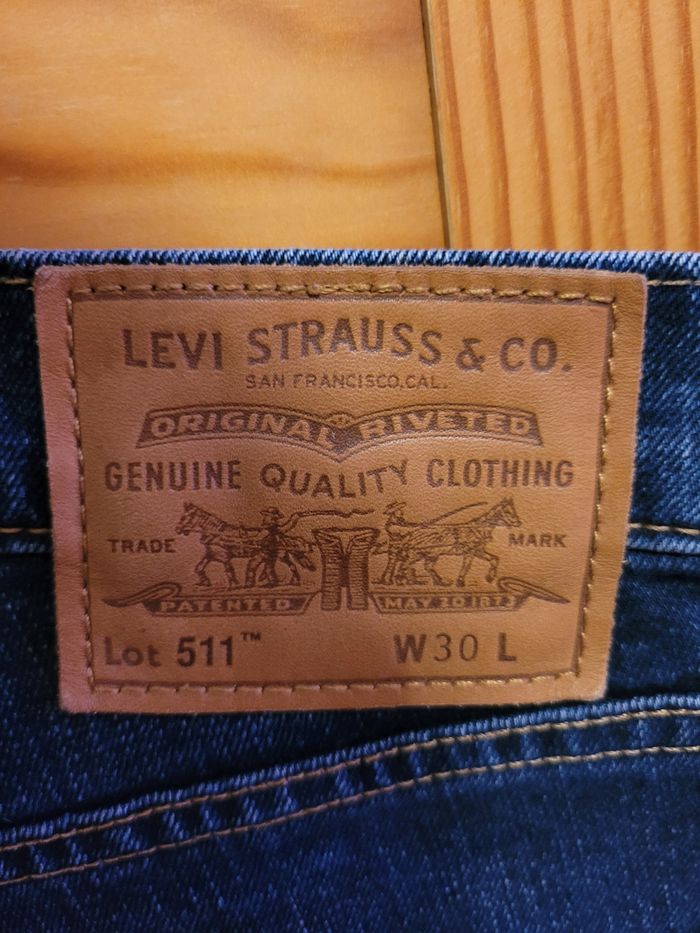 LEVI STRAUSS & CO.
SAN FRANCISCO, CAL.
ORIGINAL RIVETED
GENUINE QUALITY CLOTHING
TRADE MARK
PATENTED MAY 20 1873
Lot 511™ W 30 L